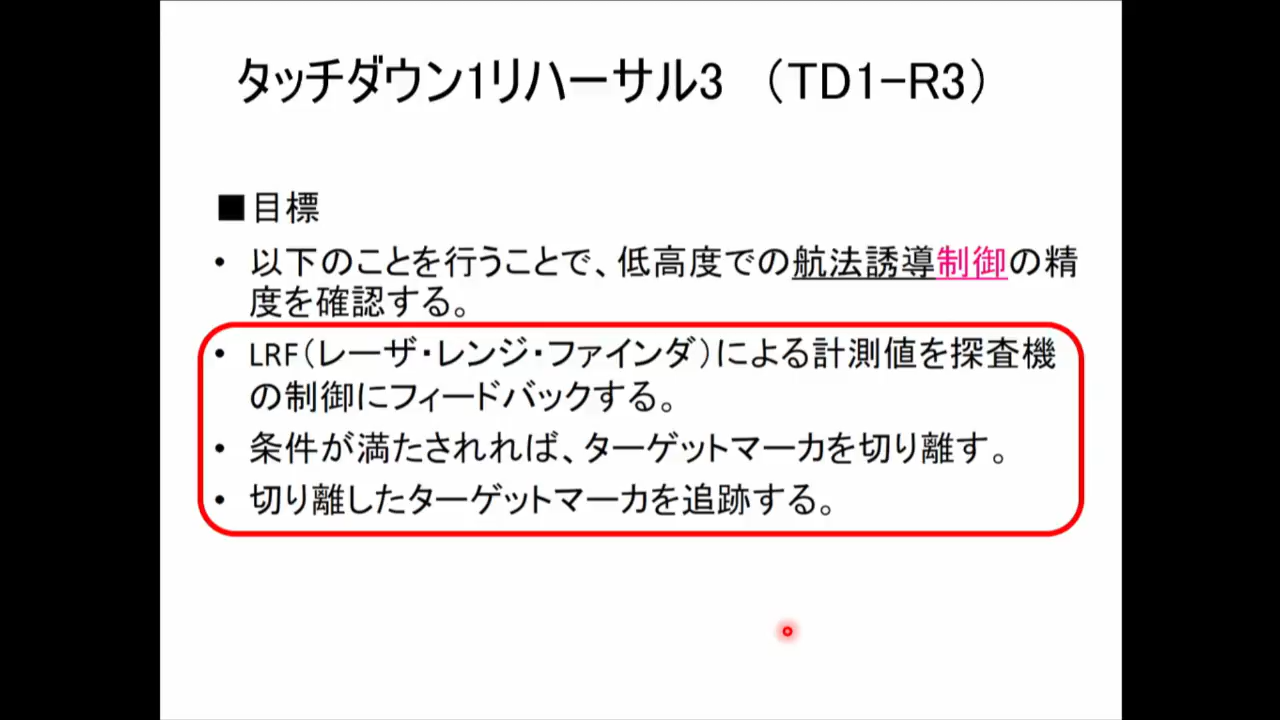 タッチダウン1リハーサル3 （TD1-R3）
■目標
• 以下のことを行うことで、低高度での航法誘導制御の精
度を確認する。
• LRF（レーザ・レンジ・ファインダ）による計測値を探査機
の制御にフィードバックする。
• 条件が満たされれば、ターゲットマーカを切り離す。
• 切り離したターゲットマーカを追跡する。